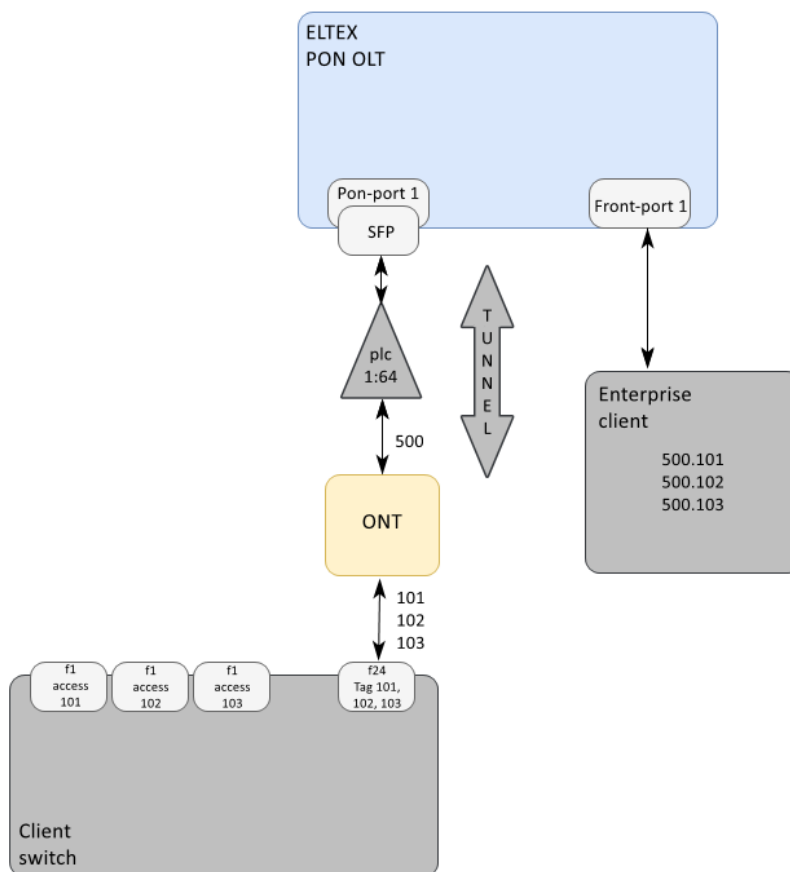 ELTEX
PON OLT
Pon-port 1
SFP
Front-port 1
plc
1:64
TUNNEL
500
Enterprise
client
500.101
500.102
500.103
ONT
101
102
103
f1
access
101
f1
access
102
f1
access
103
f24
Tag 101,
102, 103
Client
switch